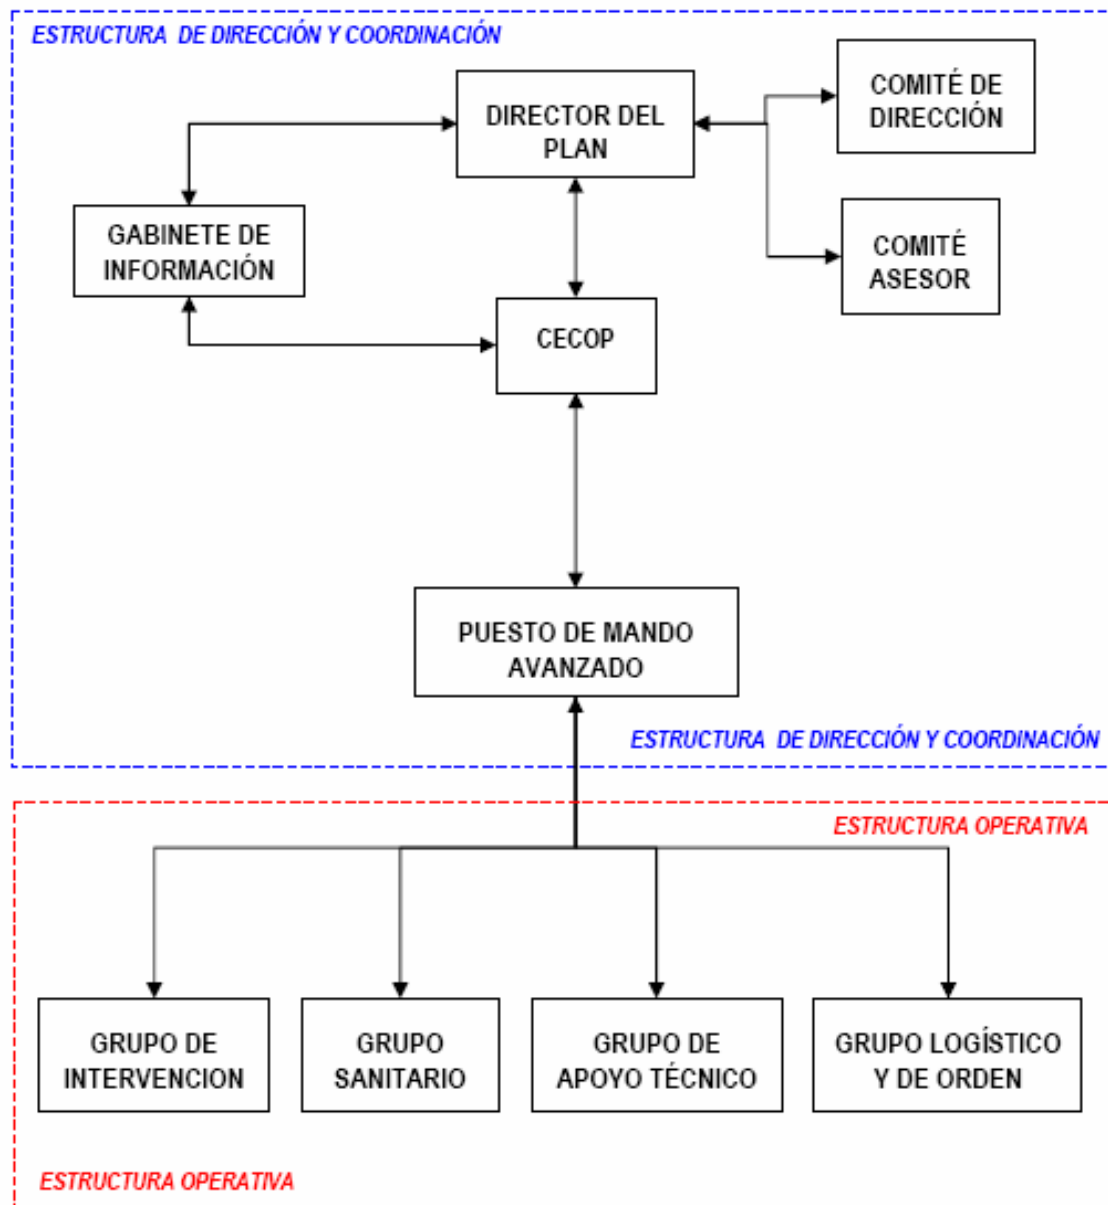 ESTRUCTURA DE DIRECCIÓN Y COORDINACIÓN
DIRECTOR DEL
PLAN
COMITÉ DE
DIRECCIÓN
GABINETE DE
INFORMACIÓN
COMITÉ
ASESOR
CECOP
PUESTO DE MANDO
AVANZADO
ESTRUCTURA DE DIRECCIÓN Y COORDINACIÓN
ESTRUCTURA OPERATIVA
GRUPO DE
INTERVENCION
GRUPO
SANITARIO
GRUPO DE
APOYO TÉCNICO
GRUPO LOGÍSTICO
Y DE ORDEN
ESTRUCTURA OPERATIVA